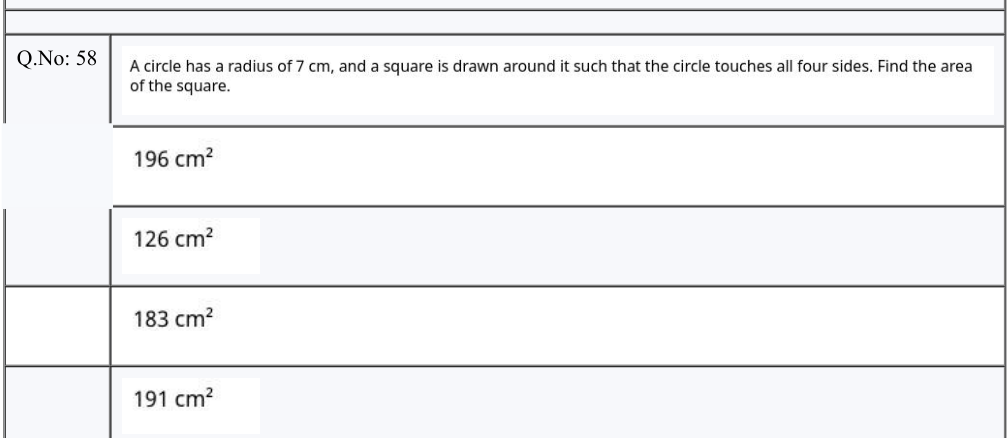 Q.No: 58
A circle has a radius of 7 cm, and a square is drawn around it such that the circle touches all four sides. Find the area
of the square.
196 cm²
126 cm²
183 cm²
191 cm²